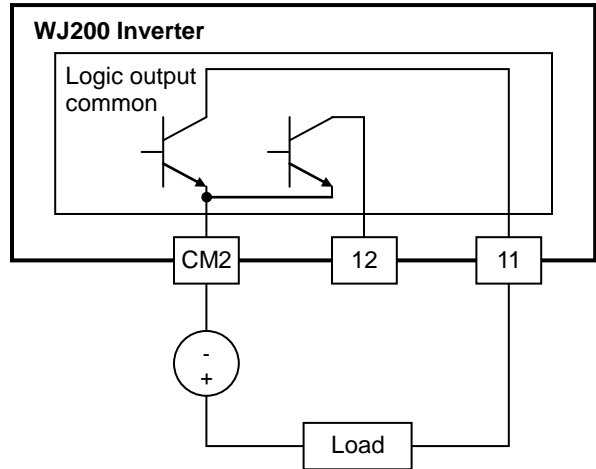 WJ200 Inverter
Logic output
common
CM2
12
11
-
+
Load